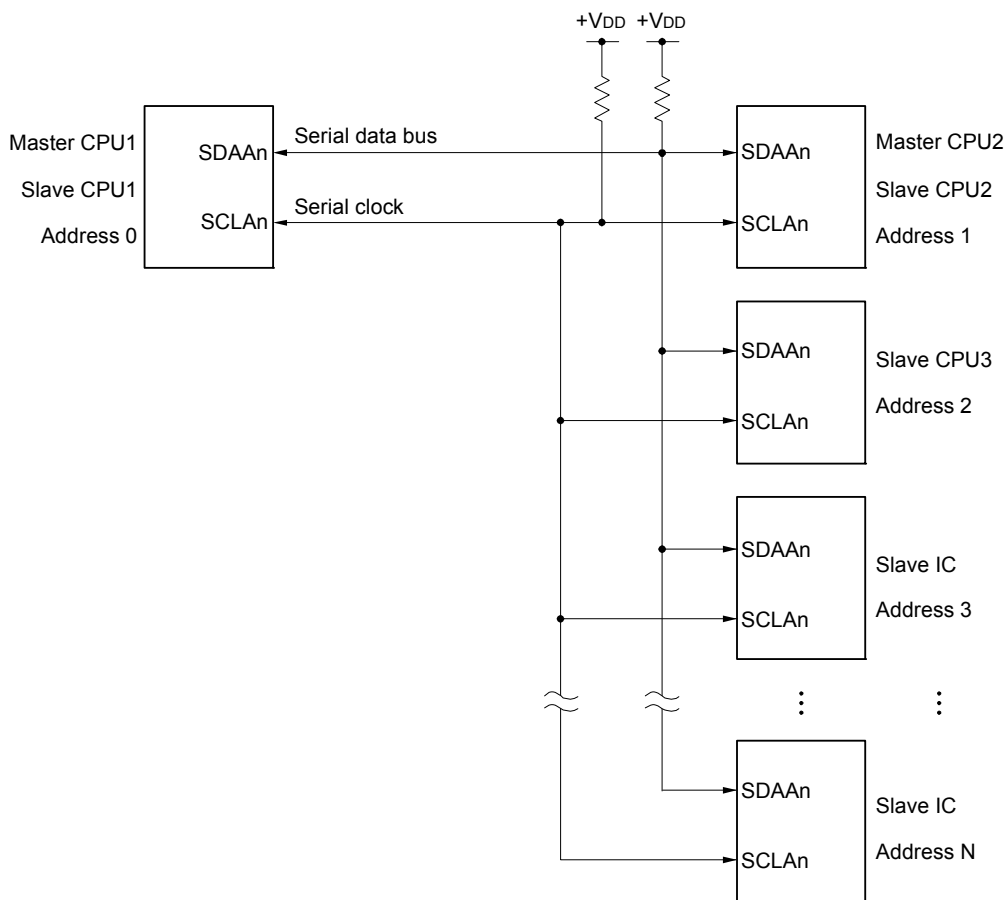 +VDD +VDD
Master CPU1
Slave CPU1
Address 0
SDAAn
SCLAn
Serial data bus
Serial clock
SDAAn
SCLAn
Master CPU2
Slave CPU2
Address 1
SDAAn
SCLAn
Slave CPU3
Address 2
SDAAn
SCLAn
Slave IC
Address 3
SDAAn
SCLAn
Slave IC
Address N